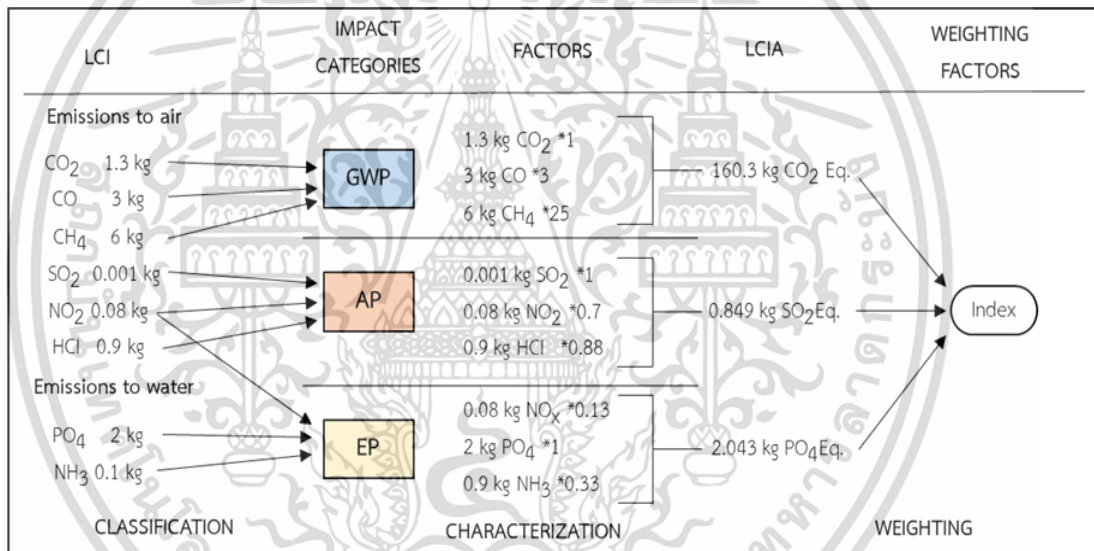 LCI
IMPACT
CATEGORIES
FACTORS
LCIA
WEIGHTING
FACTORS
Emissions to air
CO2 1.3 kg
CO 3 kg
CH4 6 kg
GWP
1.3 kg CO2 *1
3 kg CO *3
6 kg CH4 *25
160.3 kg CO2 Eq.
SO2 0.001 kg
NO2 0.08 kg
HCl 0.9 kg
AP
0.001 kg SO2 *1
0.08 kg NO2 *0.7
0.9 kg HCl *0.88
0.849 kg SO2Eq.
Index
Emissions to water
PO4 2 kg
NH3 0.1 kg
EP
0.08 kg NOX *0.13
2 kg PO4 *1
0.9 kg NH3 *0.33
2.043 kg PO4Eq.
CLASSIFICATION
CHARACTERIZATION
WEIGHTING